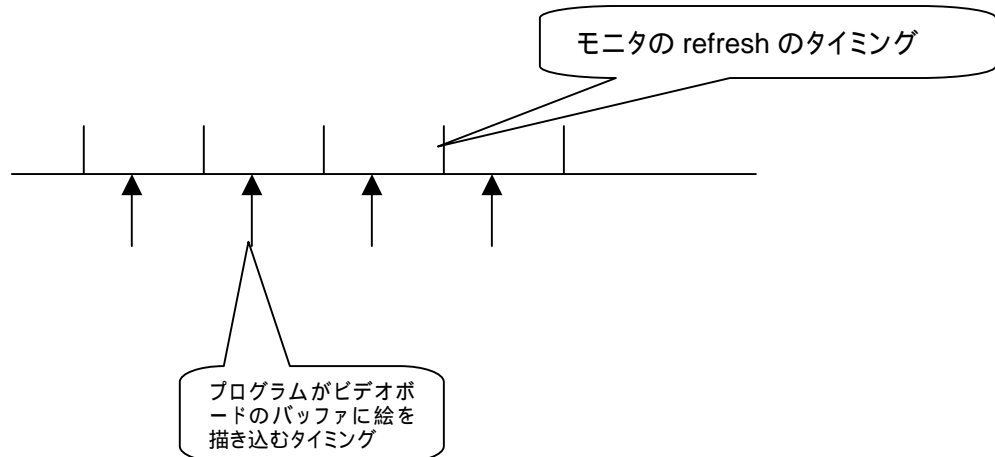 モニタの refresh のタイミング
プログラムがビデオボ
ードのバッファに絵を
描き込むタイミング